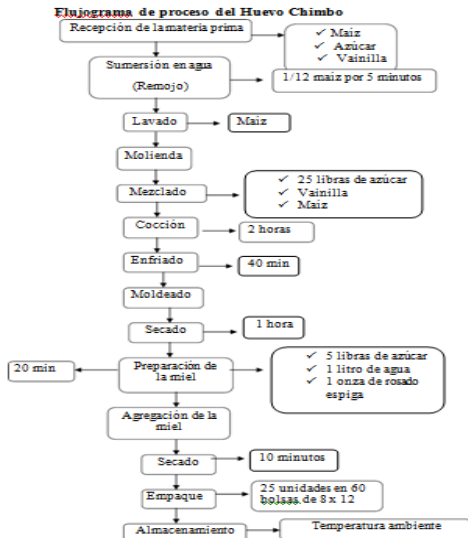 Flujograma de proceso del Huevo Chimbo
Recepción de la materia prima
✓ Maiz
✓ Azúcar
✓ Vainilla
Sumersión en agua
(Remojo)
1/12 maiz por 5 minutos
Lavado
Maiz
Molienda
Mezclado
✓ 25 libras de azúcar
✓ Vainilla
✓ Maiz
Cocción
2 horas
Enfriado
40 min
Moldeado
Secado
1 hora
20 min
Preparación de
la miel
✓ 5 libras de azúcar
✓ 1 litro de agua
✓ 1 onza de rosado
espiga
Agregación de la
miel
Secado
10 minutos
Empaque
25 unidades en 60
bolsas de 8 x 12
Almacenamiento
Temperatura ambiente